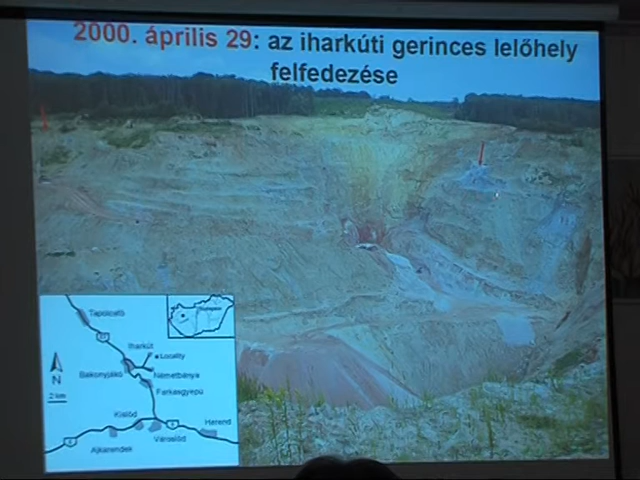 2000. április 29: az iharkúti gerinces lelőhely
felfedezése
Tapolcafő
Iharkút
Locality
Bakonyjákó
Németbánya
Farkasgyepű
N
2 km
Kislőd
Herend
Városlőd
Ajkarendek